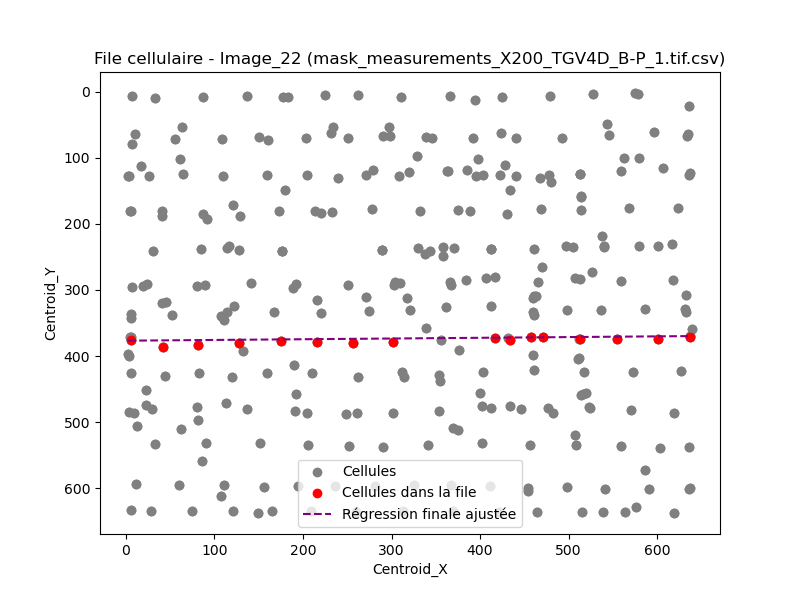 File cellulaire - Image_22 (mask_measurements_X200_TGV4D_B-P_1.tif.csv)
0
100
200
300
400
500
600
Centroid_Y
Cellules
Cellules dans la file
Régression finale ajustée
0 100 200 300 400 500 600
Centroid_X